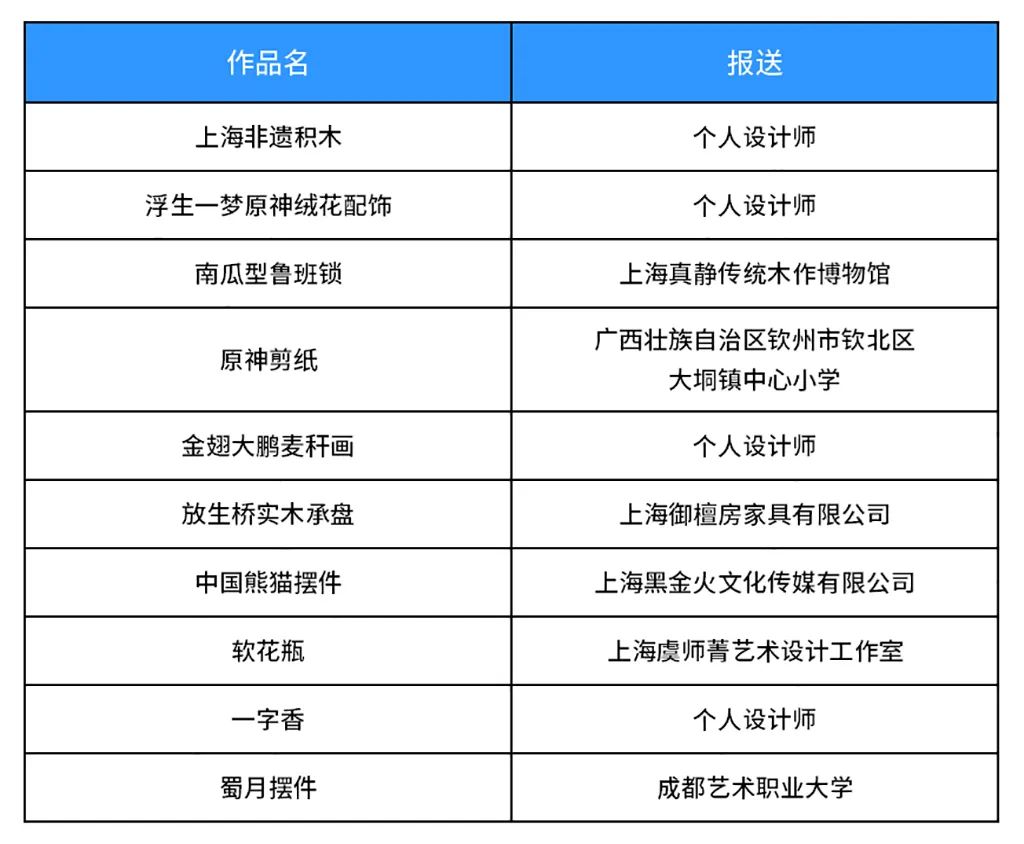 作品名 报送
上海非遗积木 个人设计师
浮生一梦原神绒花配饰 个人设计师
南瓜型鲁班锁 上海真静传统木作博物馆
原神剪纸 广西壮族自治区钦州市钦北区
大垌镇中心小学
金翅大鹏麦秆画 个人设计师
放生桥实木承盘 上海御檀房家具有限公司
中国熊猫摆件 上海黑金火文化传媒有限公司
软花瓶 上海虞师菁艺术设计工作室
一字香 个人设计师
蜀月摆件 成都艺术职业大学